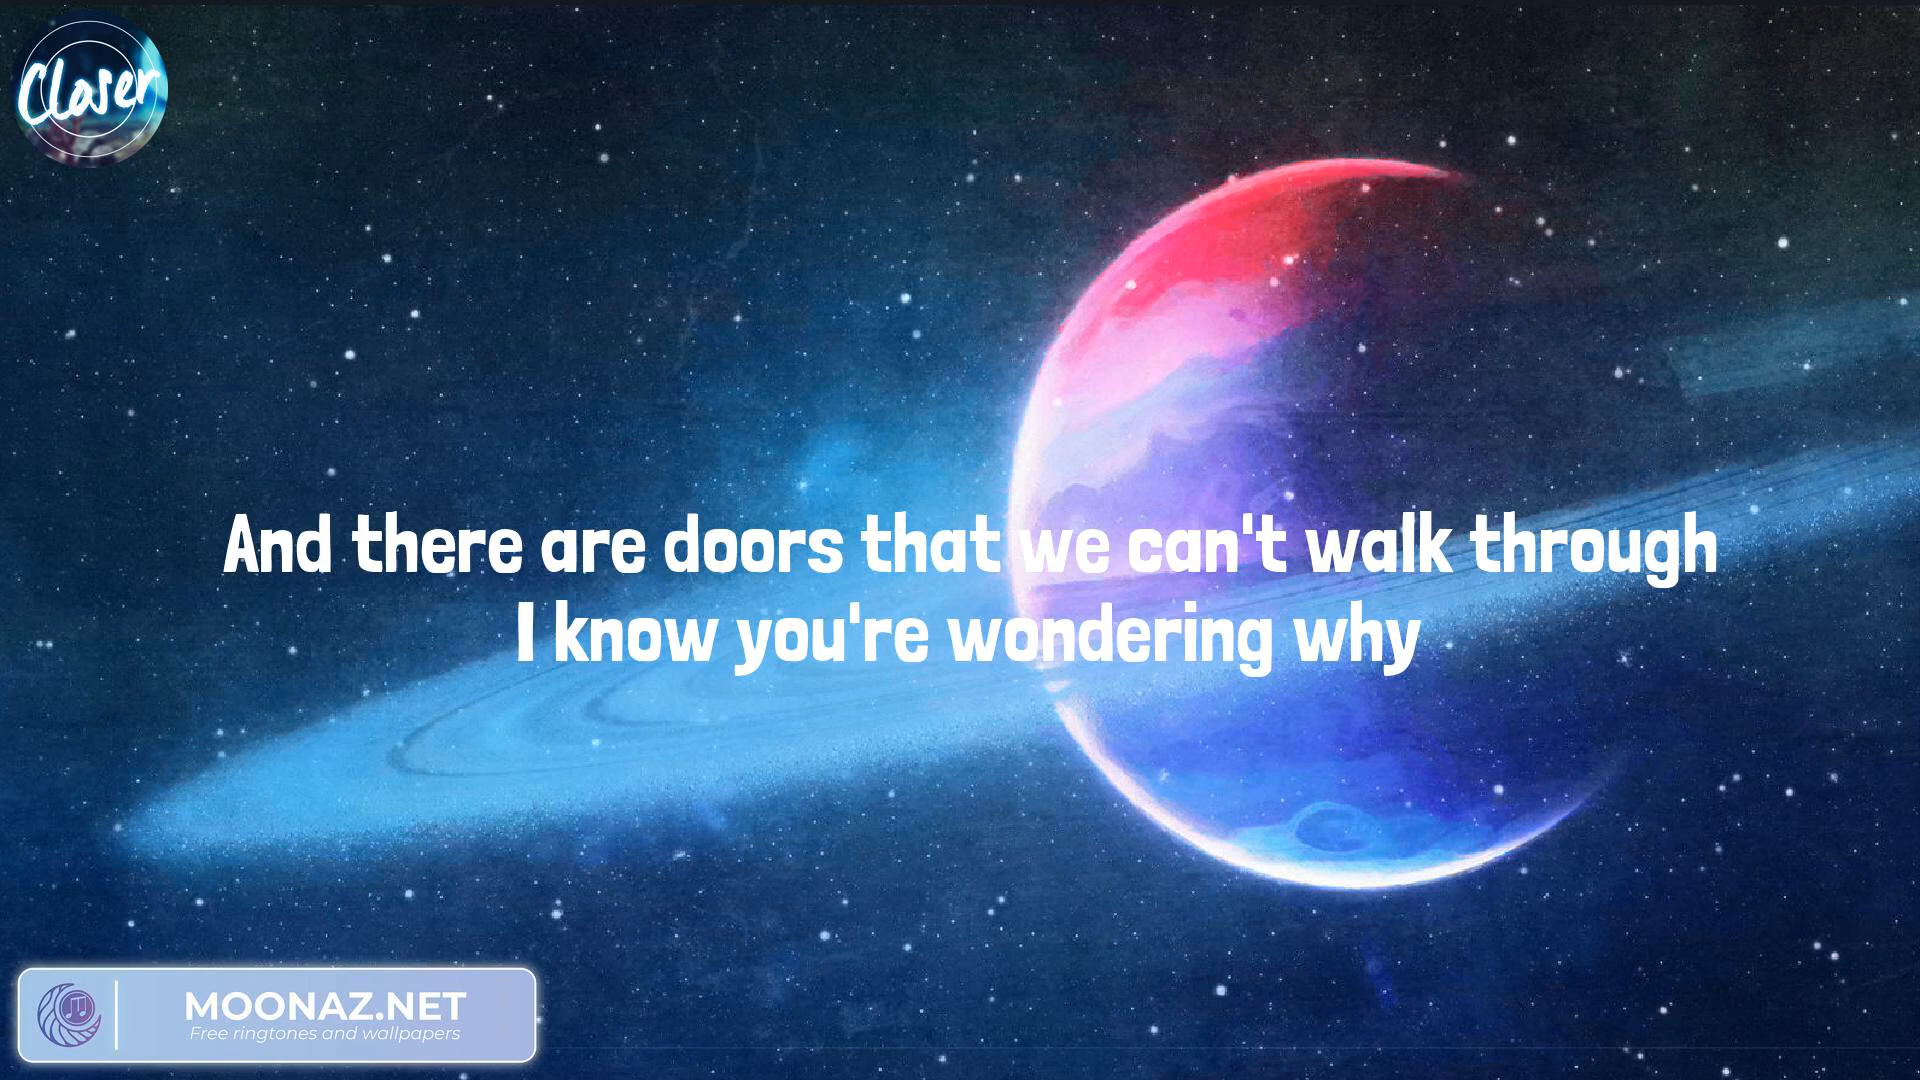 Closer
And there are doors that we can't walk through
I know you're wondering why
MOONAZ.NET
Free ringtones and wallpapers